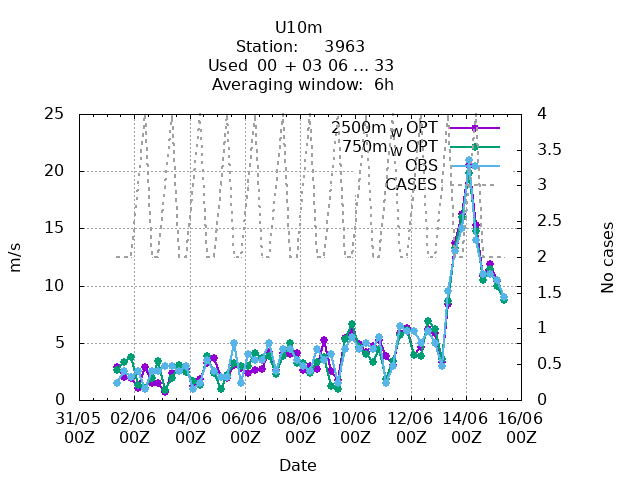 U10m
Station: 3963
Used 00 + 03 06 ... 33
Averaging window: 6h
25 4
2500m_W OPT
750m_W OPT 3.5
OBS
20 CASES 3
2.5
15
2
m/s No cases
10 1.5
1
5
0.5
0 0
31/05 02/06 04/06 06/06 08/06 10/06 12/06 14/06 16/06
00Z 00Z 00Z 00Z 00Z 00Z 00Z 00Z 00Z
Date